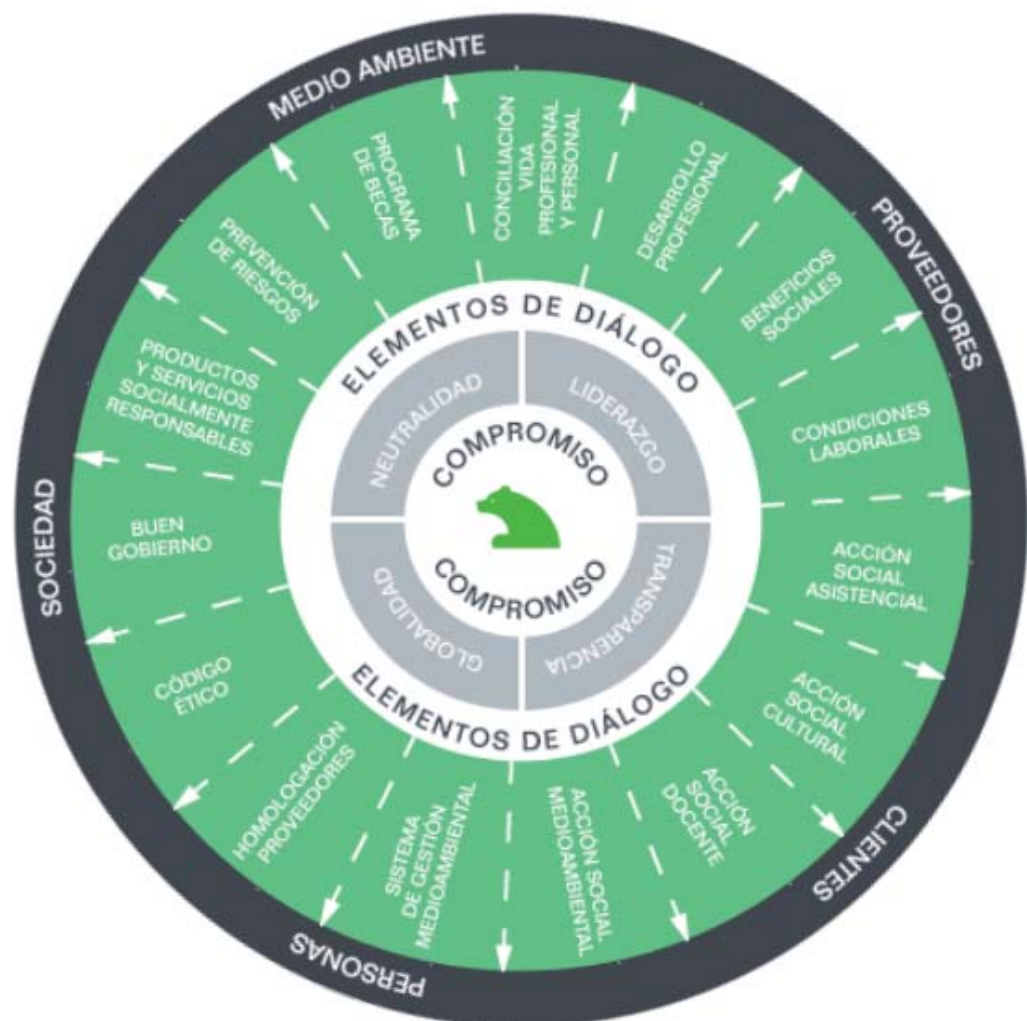 MEDIO AMBIENTE
PROVEEDORES
CLIENTES
PERSONAS
SOCIEDAD
CONCILIACIÓN
VIDA
PROFESIONAL
Y PERSONAL
DESARROLLO
PROFESIONAL
BENEFICIOS
SOCIALES
CONDICIONES
LABORALES
ACCIÓN
SOCIAL
ASISTENCIAL
ACCIÓN
SOCIAL
CULTURAL
ACCIÓN
SOCIAL
DOCENTE
ACCIÓN SOCIAL
MEDIOAMBIENTAL
SISTEMA
DE GESTIÓN
MEDIOAMBIENTAL
HOMOLOGACIÓN
PROVEEDORES
CÓDIGO
ÉTICO
BUEN
GOBIERNO
PRODUCTOS
Y SERVICIOS
SOCIALMENTE
RESPONSABLES
PREVENCIÓN
DE RIESGOS
PROGRAMA
DE BECAS
ELEMENTOS DE DIÁLOGO
NEUTRALIDAD
LIDERAZGO
COMPROMISO
COMPROMISO
GLOBALIDAD
TRANSPARENCIA
ELEMENTOS DE DIÁLOGO